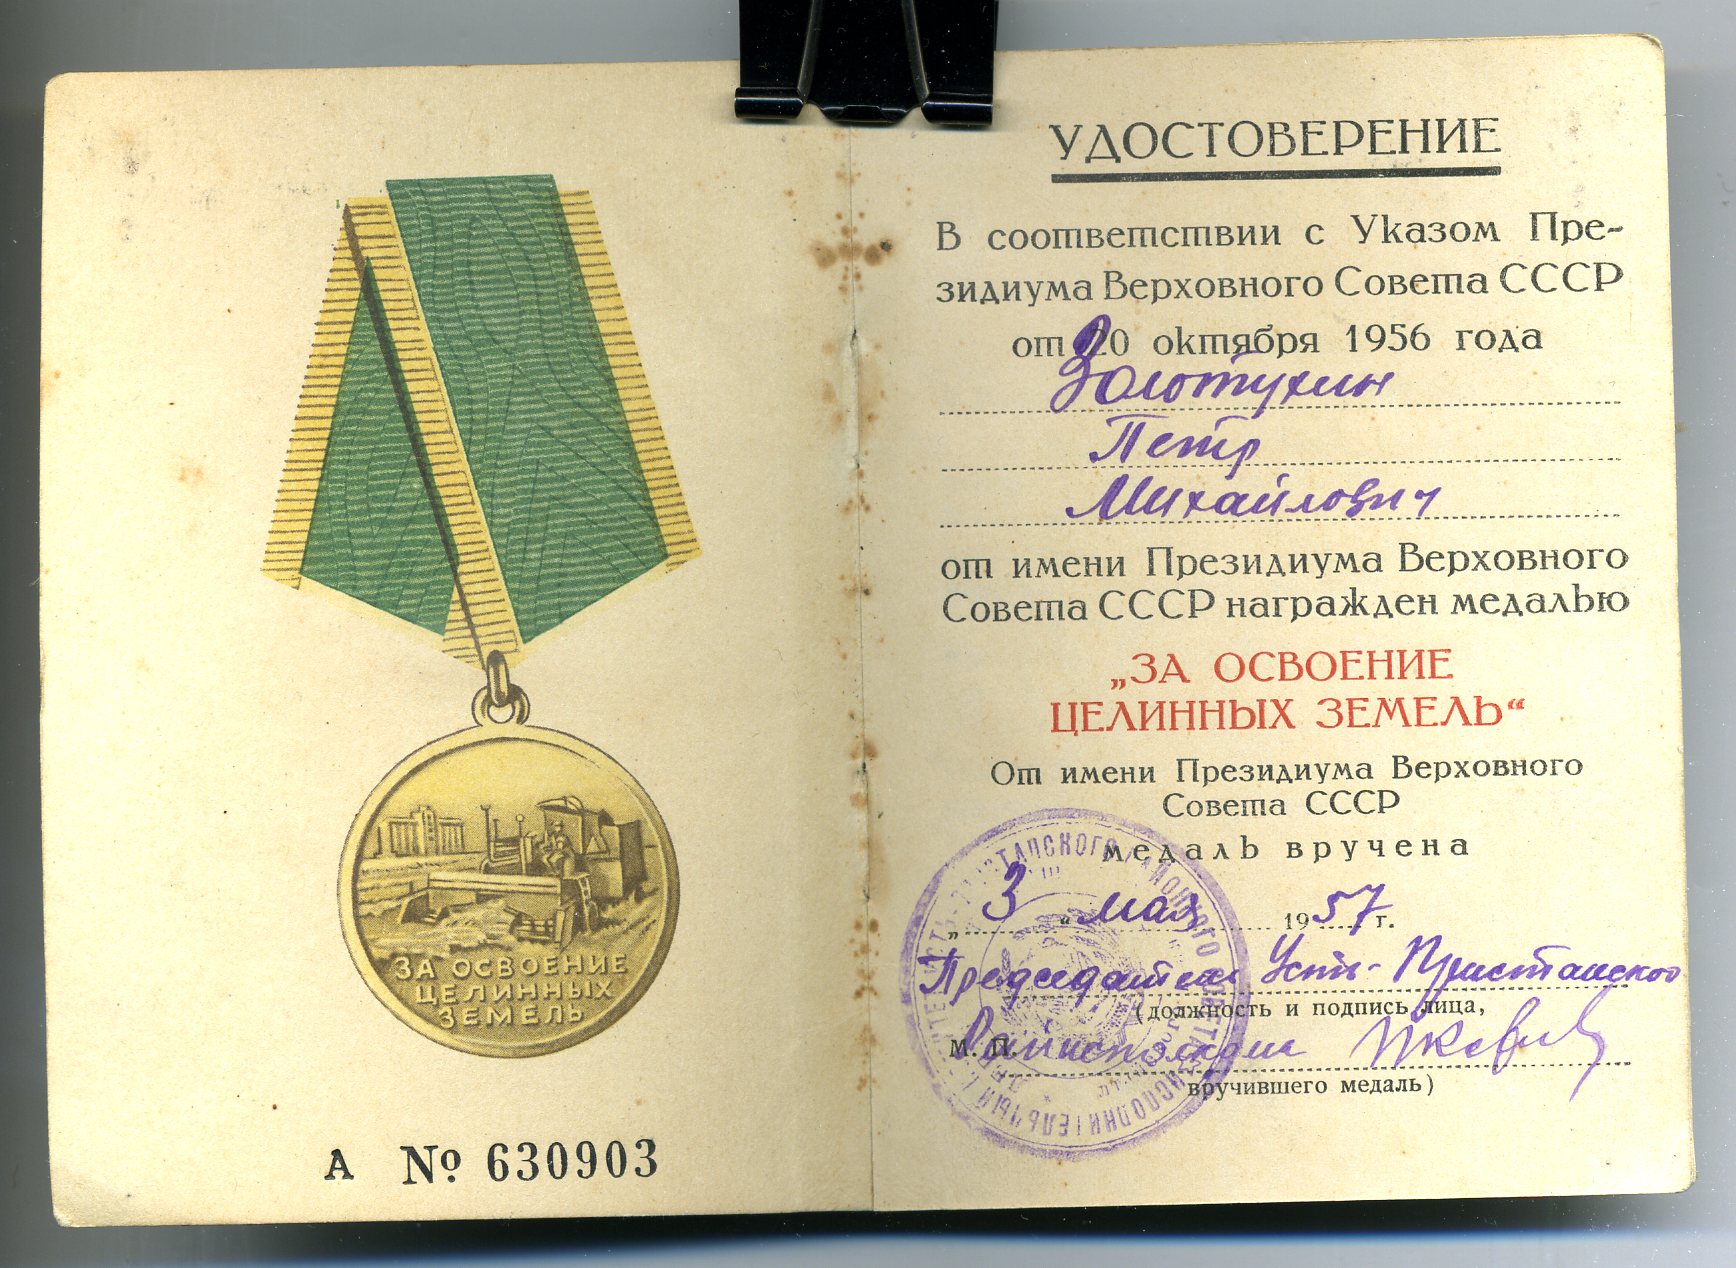 ЗА ОСВОЕНИЕ
ЦЕЛИННЫХ
ЗЕМЕЛЬ
А № 630903
УДОСТОВЕРЕНИЕ
В соответствии с Указом Пре-
зидиума Верховного Совета СССР
от 20 октября 1956 года
Золотухин
Петр
Михайлович
от имени Президиума Верховного
Совета СССР награжден медалью
„ЗА ОСВОЕНИЕ
ЦЕЛИННЫХ ЗЕМЕЛЬ“
От имени Президиума Верховного
Совета СССР
медаль вручена
„ 3 “ мая 1957 г.
Председатель Усть-Пристанского
(должность и подпись лица,
М. П. Райисполкома
вручившего медаль)